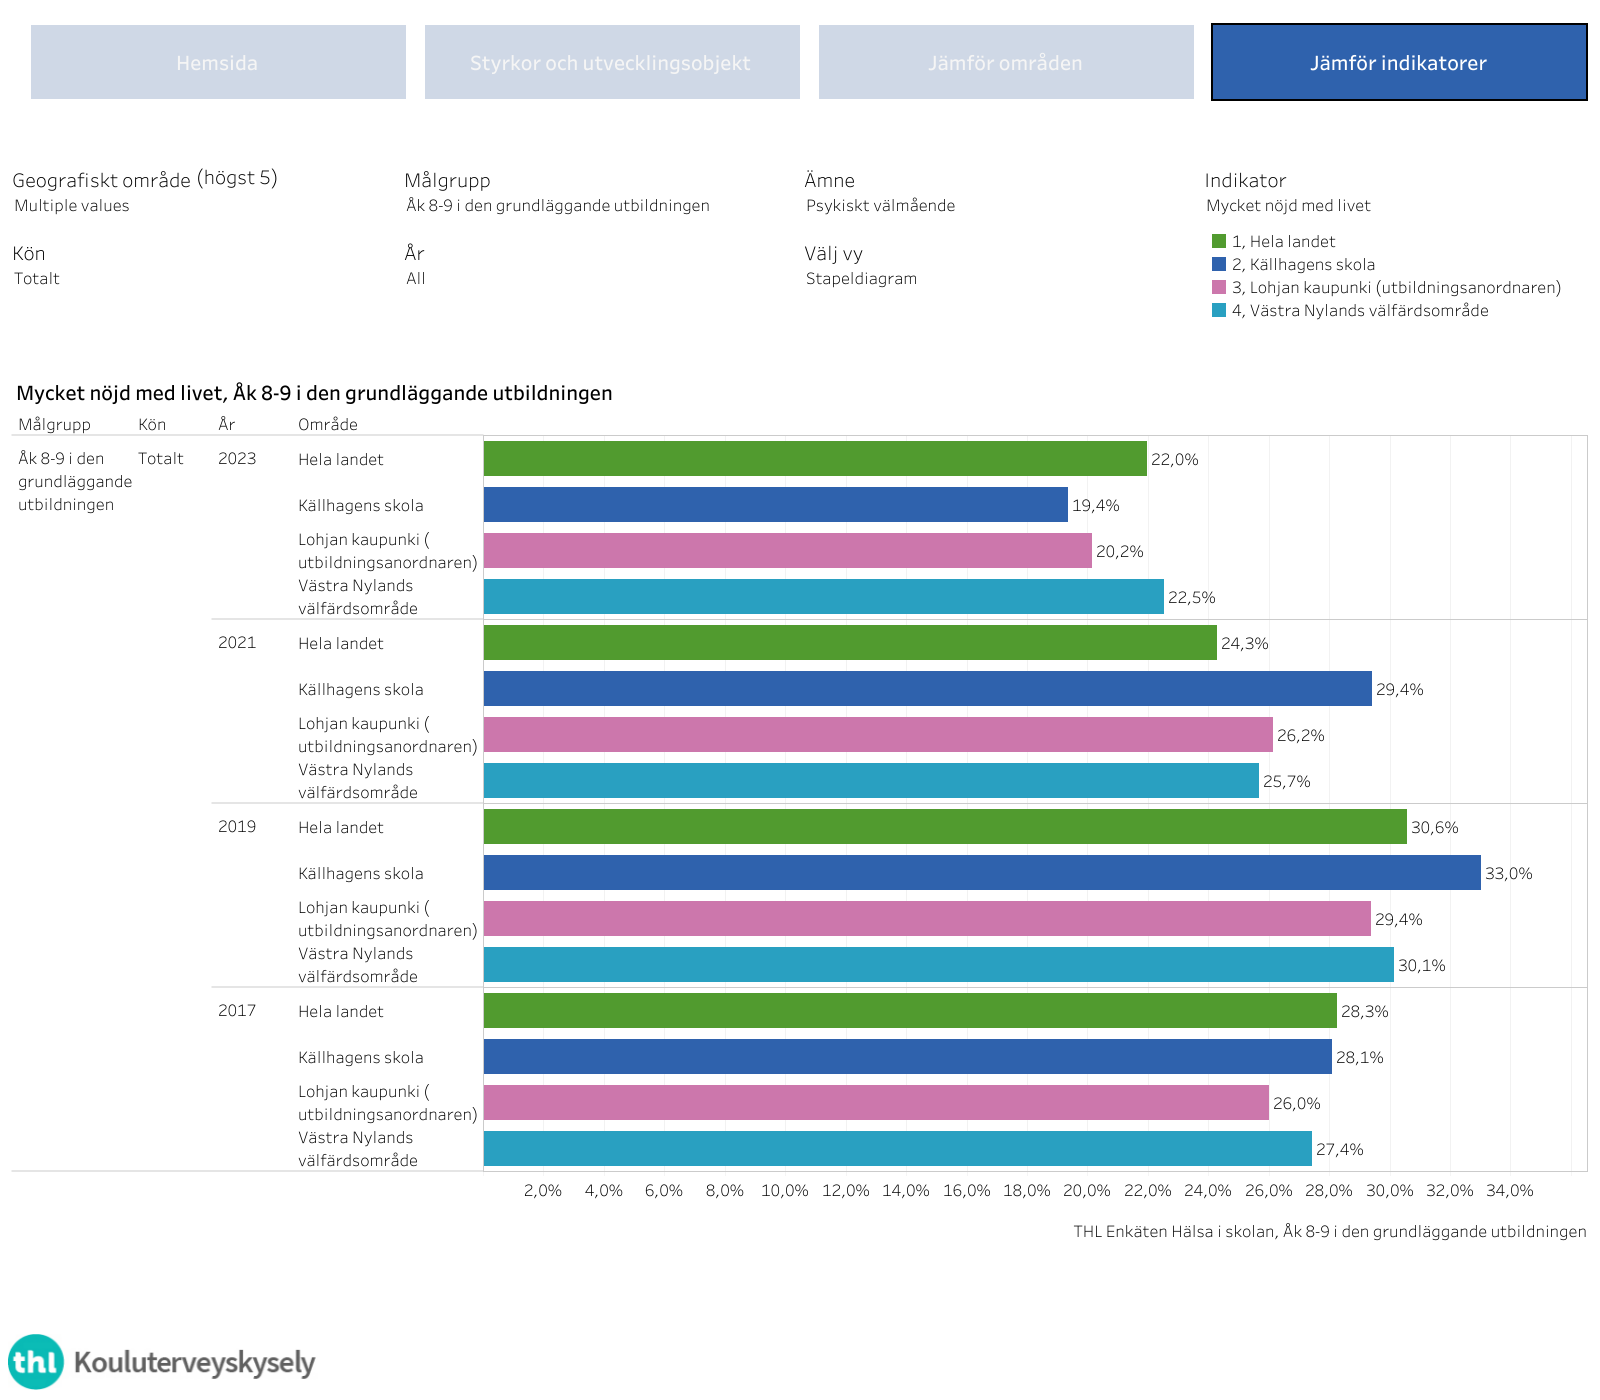 Hemsida
Styrkor och utvecklingsobjekt
Jämför områden
Jämför indikatorer
Geografiskt område (högst 5)
Multiple values
Målgrupp
Åk 8-9 i den grundläggande utbildningen
Ämne
Psykiskt välmående
Indikator
Mycket nöjd med livet
Kön
Totalt
År
All
Välj vy
Stapeldiagram
1, Hela landet
2, Källhagens skola
3, Lohjan kaupunki (utbildningsanordnaren)
4, Västra Nylands välfärdsområde
Mycket nöjd med livet, Åk 8-9 i den grundläggande utbildningen
Målgrupp Kön År Område
Åk 8-9 i den
grundläggande
utbildningen
Totalt
2023
Hela landet
22,0%
Källhagens skola
19,4%
Lohjan kaupunki (
utbildningsanordnaren)
20,2%
Västra Nylands
välfärdsområde
22,5%
2021
Hela landet
24,3%
Källhagens skola
29,4%
Lohjan kaupunki (
utbildningsanordnaren)
26,2%
Västra Nylands
välfärdsområde
25,7%
2019
Hela landet
30,6%
Källhagens skola
33,0%
Lohjan kaupunki (
utbildningsanordnaren)
29,4%
Västra Nylands
välfärdsområde
30,1%
2017
Hela landet
28,3%
Källhagens skola
28,1%
Lohjan kaupunki (
utbildningsanordnaren)
26,0%
Västra Nylands
välfärdsområde
27,4%
2,0% 4,0% 6,0% 8,0% 10,0% 12,0% 14,0% 16,0% 18,0% 20,0% 22,0% 24,0% 26,0% 28,0% 30,0% 32,0% 34,0%
THL Enkäten Hälsa i skolan, Åk 8-9 i den grundläggande utbildningen
thl Kouluterveyskysely